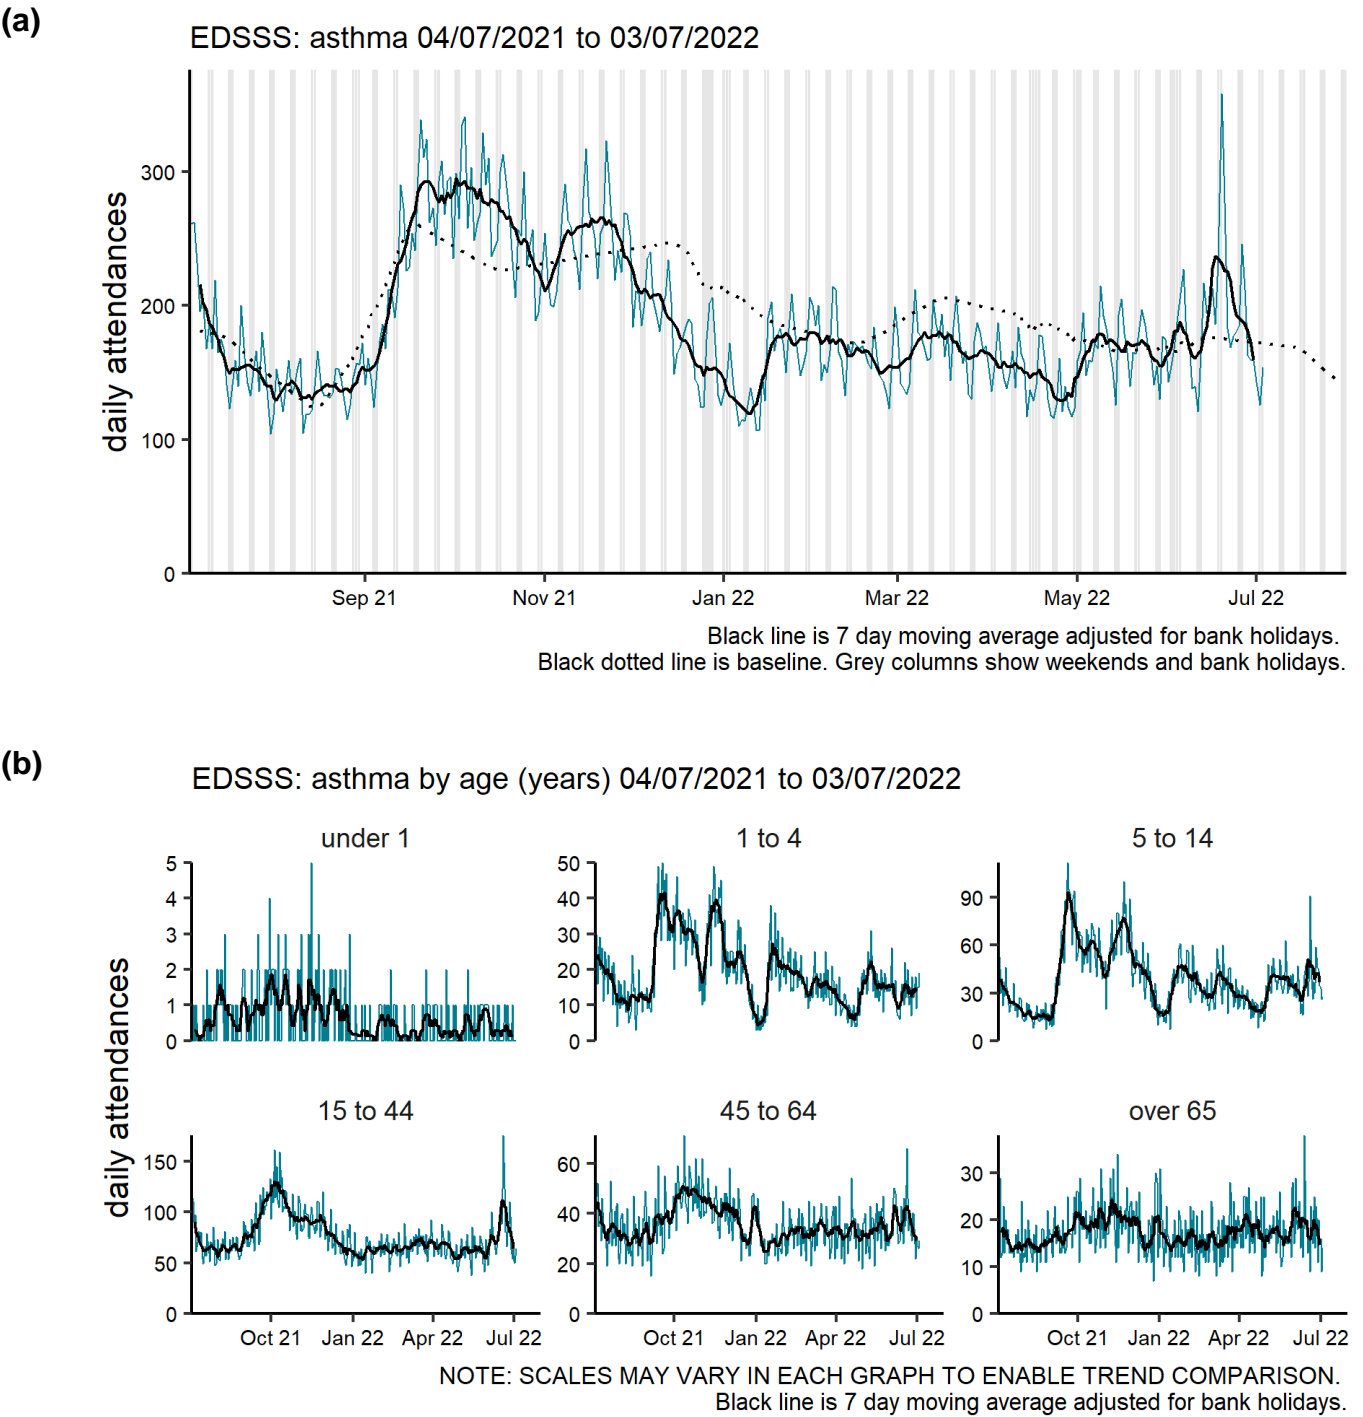 (a)
EDSSS: asthma 04/07/2021 to 03/07/2022
daily attendances
300
200
100
0
Sep 21 Nov 21 Jan 22 Mar 22 May 22 Jul 22
Black line is 7 day moving average adjusted for bank holidays.
Black dotted line is baseline. Grey columns show weekends and bank holidays.
(b)
EDSSS: asthma by age (years) 04/07/2021 to 03/07/2022
daily attendances
under 1
5
4
3
2
1
0
1 to 4
50
40
30
20
10
0
5 to 14
90
60
30
0
15 to 44
150
100
50
0
Oct 21 Jan 22 Apr 22 Jul 22
45 to 64
60
40
20
0
Oct 21 Jan 22 Apr 22 Jul 22
over 65
30
20
10
0
Oct 21 Jan 22 Apr 22 Jul 22
NOTE: SCALES MAY VARY IN EACH GRAPH TO ENABLE TREND COMPARISON.
Black line is 7 day moving average adjusted for bank holidays.